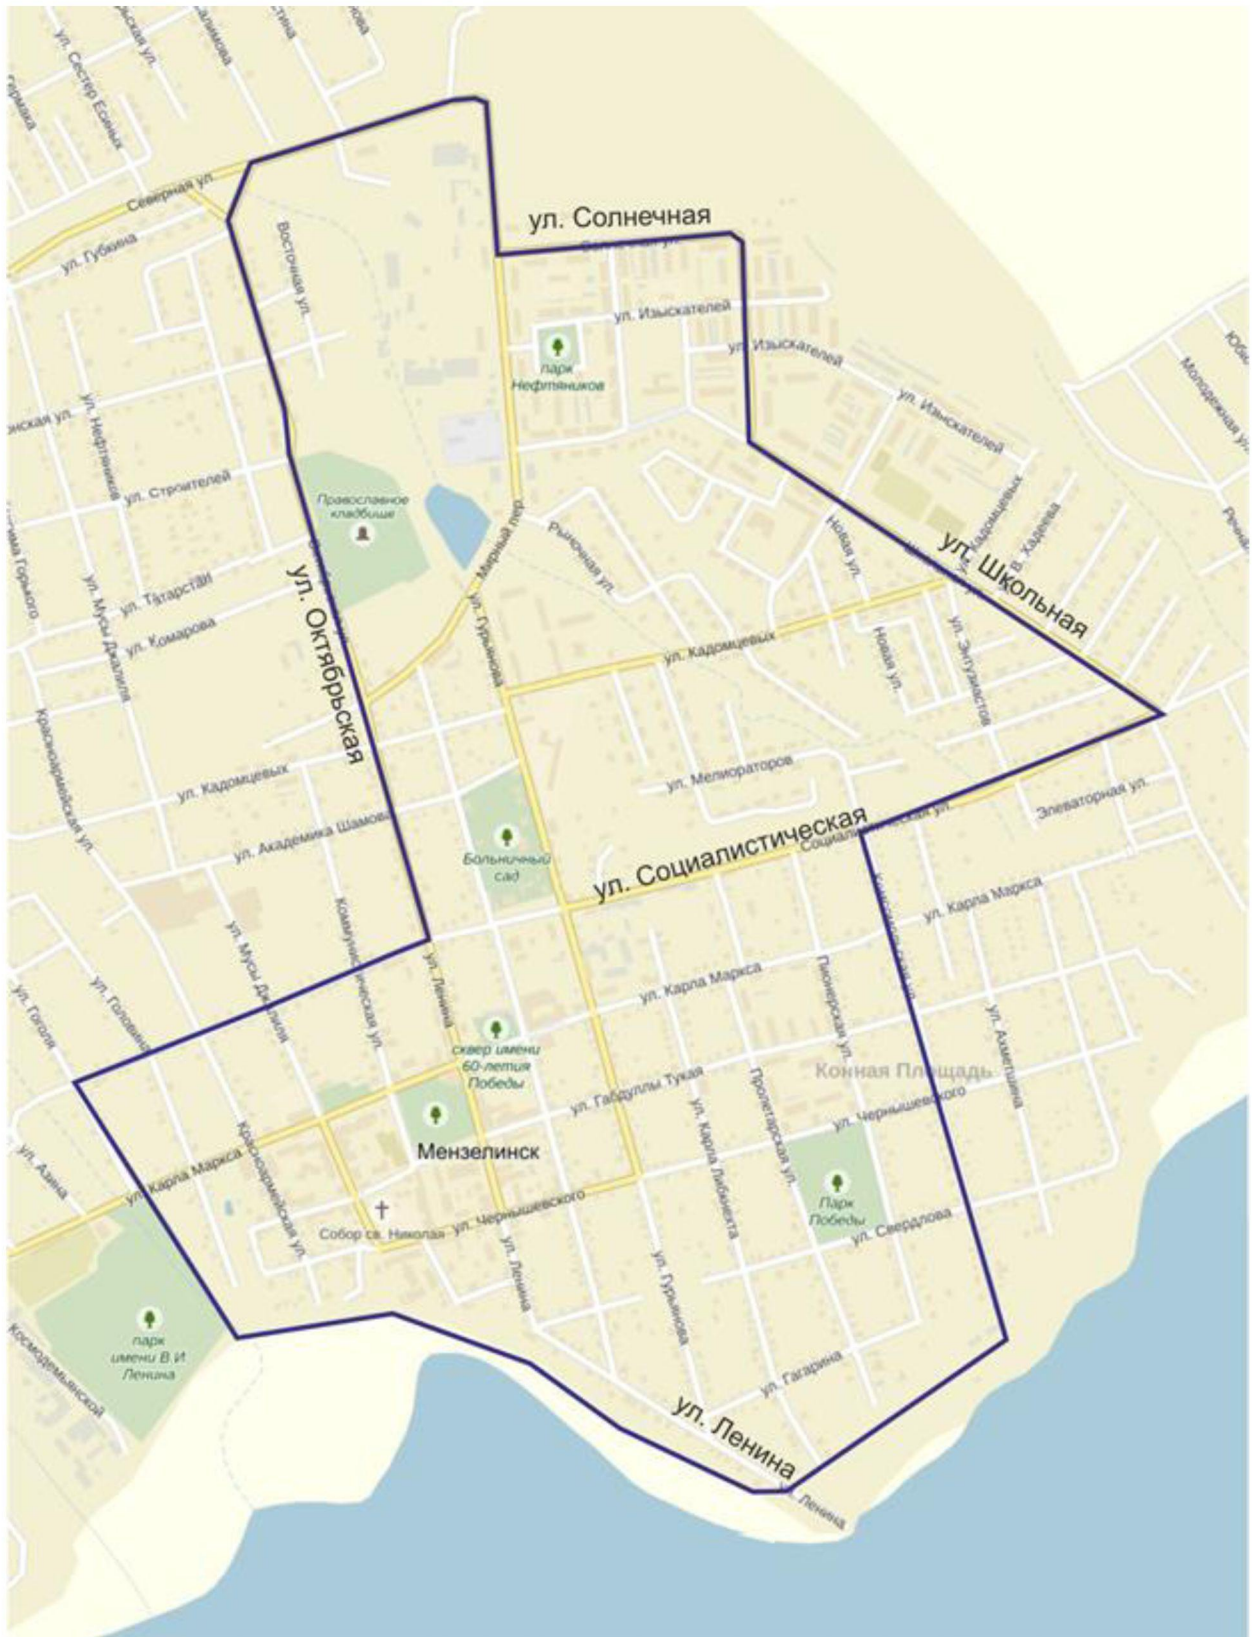 ул. Сестер Есиных
Северная ул.
ул. Губкина
Восточная ул.
ул. Солнечная
ул. Изыскателей
ул. Изыскателей
ул. Изыскателей
парк
Нефтяников
Молодежная ул.
ул. Нефтяников
ул. Строителей
Православное
кладбище
Мирный пер.
Рыночная ул.
Новая ул.
ул. Кадомцевых
В. Хадеева
ул. Школьная
ул. Татарстан
ул. Комарова
ул. Мусы Джалиля
ул. Октябрьская
ул. Гурьянова
ул. Кадомцевых
Новая ул.
ул. Энтузиастов
Красноармейская ул.
ул. Кадомцевых
ул. Мелиораторов
Элеваторная ул.
ул. Академика Шамова
Больничный
сад
ул. Социалистическая
Социалистическая ул.
ул. Карла Маркса
Коммунистическая ул.
ул. Мусы Джалиля
ул. Гоголя
ул. Головина
ул. Ленина
ул. Карла Маркса
Пионерская ул.
ул. Ахметшина
сквер имени
60-летия
Победы
Конная Площадь
ул. Габдуллы Тукая
ул. Чернышевского
Пролетарская ул.
ул. Карла Либкнехта
Мензелинск
ул. Азина
ул. Карла Маркса
Красноармейская ул.
Собор св. Николая
ул. Чернышевского
Парк
Победы
ул. Свердлова
ул. Ленина
ул. Гурьянова
парк
имени В.И
Ленина
Космодемьянской
ул. Гагарина
ул. Ленина
ул. Ленина